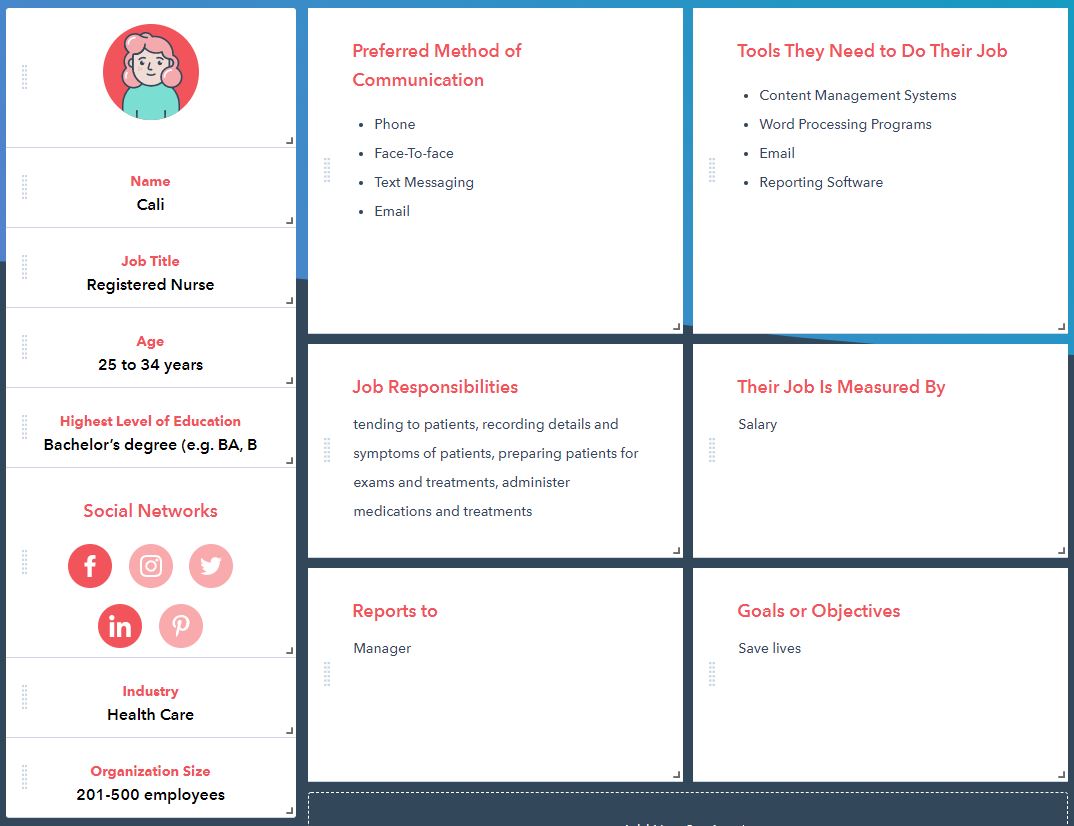 Name
Cali
Job Title
Registered Nurse
Age
25 to 34 years
Highest Level of Education
Bachelor's degree (e.g. BA, B
Social Networks
f
in
Industry
Health Care
Organization Size
201-500 employees
Preferred Method of
Communication
• Phone
• Face-To-face
• Text Messaging
• Email
Tools They Need to Do Their Job
• Content Management Systems
• Word Processing Programs
• Email
• Reporting Software
Job Responsibilities
tending to patients, recording details and
symptoms of patients, preparing patients for
exams and treatments, administer
medications and treatments
Their Job Is Measured By
Salary
Reports to
Manager
Goals or Objectives
Save lives